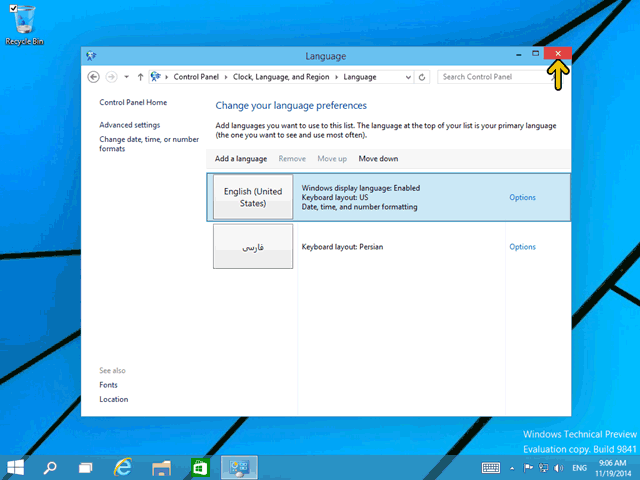 Recycle Bin
Language
Control Panel
Clock, Language, and Region
Language
Search Control Panel
Control Panel Home
Advanced settings
Change date, time, or number
formats
See also
Fonts
Location
Change your language preferences
Add languages you want to use to this list. The language at the top of your list is your primary language
(the one you want to see and use most often).
Add a language
Remove
Move up
Move down
English (United
States)
Windows display language: Enabled
Keyboard layout: US
Date, time, and number formatting
Options
فارسی
Keyboard layout: Persian
Options
Windows Technical Preview
Evaluation copy. Build 9841
ENG
9:06 AM
11/19/2014